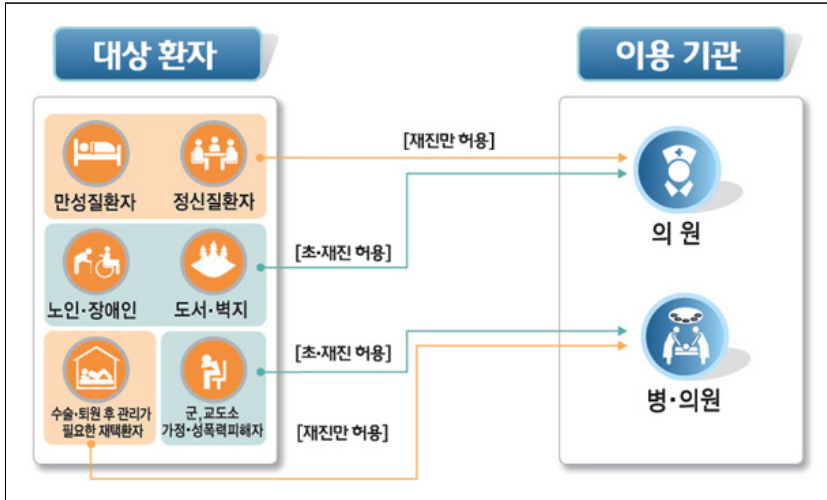 대상 환자
이용 기관
[재진만 허용]
만성질환자
정신질환자
의 원
[초·재진 허용]
노인·장애인
도서·벽지
[초·재진 허용]
수술·퇴원 후 관리가
필요한 재택환자
군, 교도소
가정·성폭력피해자
병·의원
[재진만 허용]